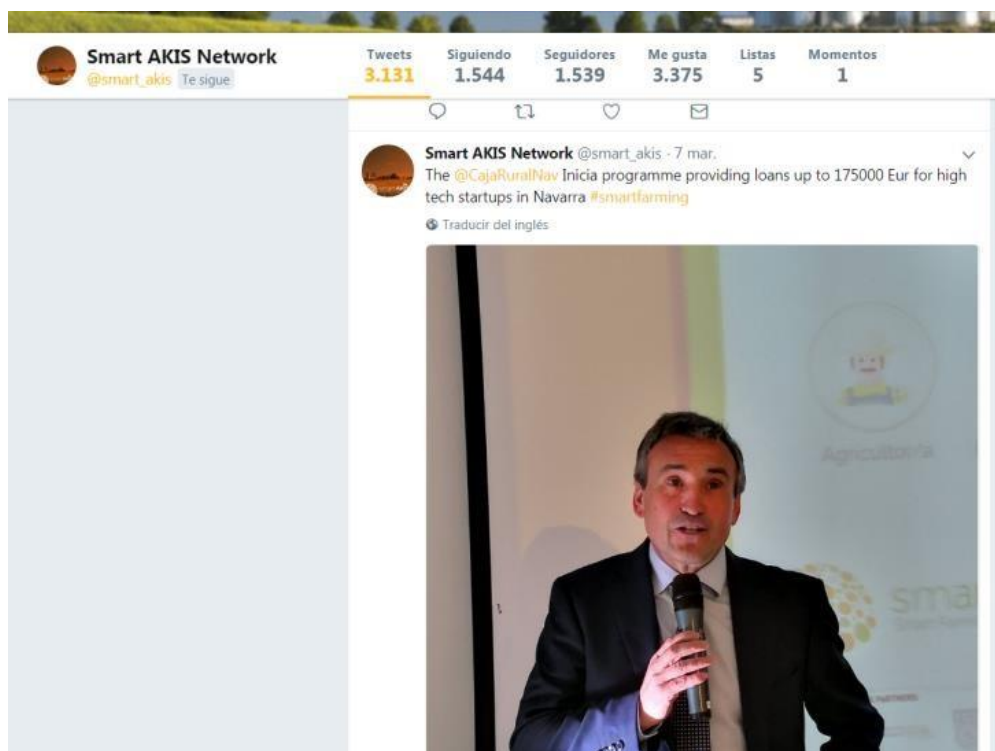 Smart AKIS Network
@smart_akis Te sigue
Tweets Siguiendo Seguidores Me gusta Listas Momentos
3.131 1.544 1.539 3.375 5 1
Smart AKIS Network @smart_akis · 7 mar.
The @CajaRuralNav Inicia programme providing loans up to 175000 Eur for high
tech startups in Navarra #smartfarming
Traducir del inglés
smar
PARTNERS